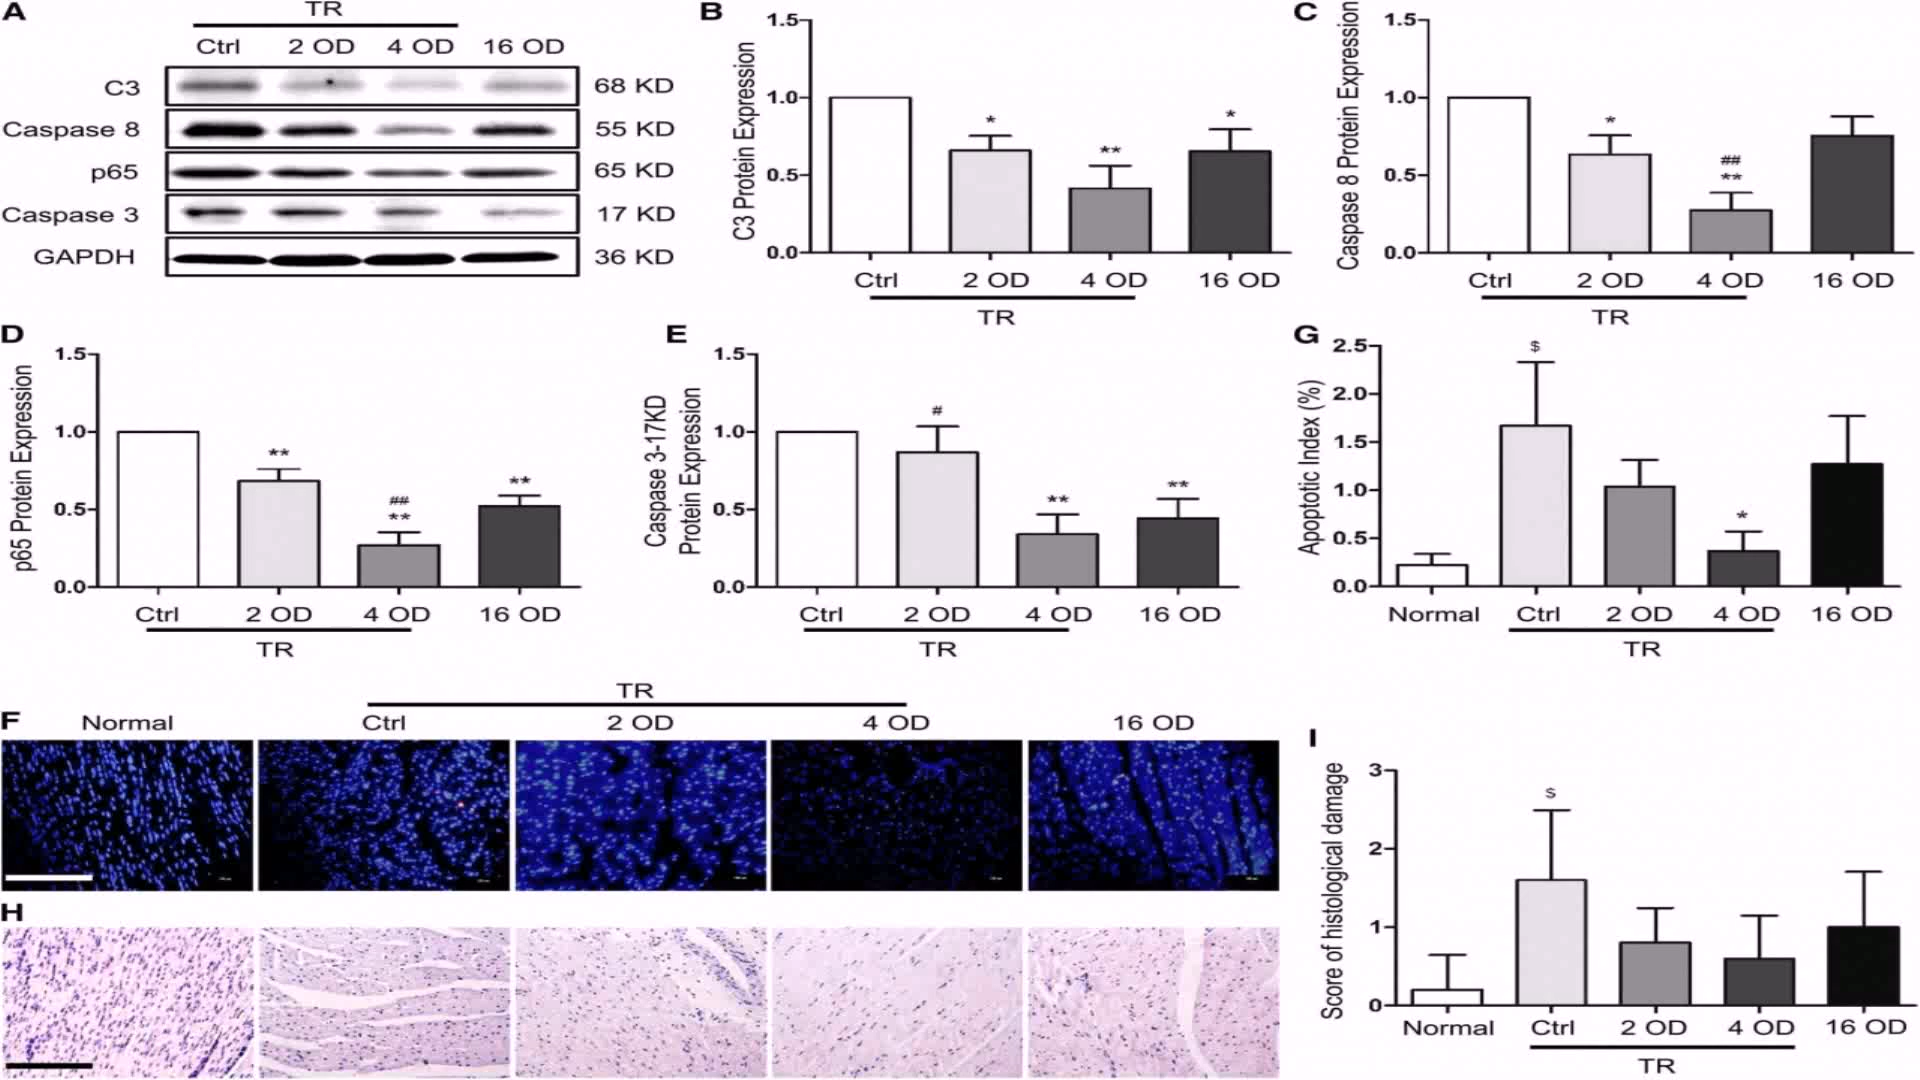 A
TR
Ctrl 2 OD 4 OD 16 OD
C3 68 KD
Caspase 8 55 KD
p65 65 KD
Caspase 3 17 KD
GAPDH 36 KD
B
C3 Protein Expression
1.5
1.0
0.5
0.0
*
**
*
Ctrl 2 OD 4 OD 16 OD
TR
C
Caspase 8 Protein Expression
1.5
1.0
0.5
0.0
*
##
**
Ctrl 2 OD 4 OD 16 OD
TR
D
p65 Protein Expression
1.5
1.0
0.5
0.0
**
##
**
**
Ctrl 2 OD 4 OD 16 OD
TR
E
Caspase 3-17KD
Protein Expression
1.5
1.0
0.5
0.0
#
**
**
Ctrl 2 OD 4 OD 16 OD
TR
G
Apoptotic Index (%)
2.5
2.0
1.5
1.0
0.5
0.0
$
*
Normal Ctrl 2 OD 4 OD 16 OD
TR
F
TR
Normal Ctrl 2 OD 4 OD 16 OD
H
I
Score of histological damage
3
2
1
0
$
Normal Ctrl 2 OD 4 OD 16 OD
TR